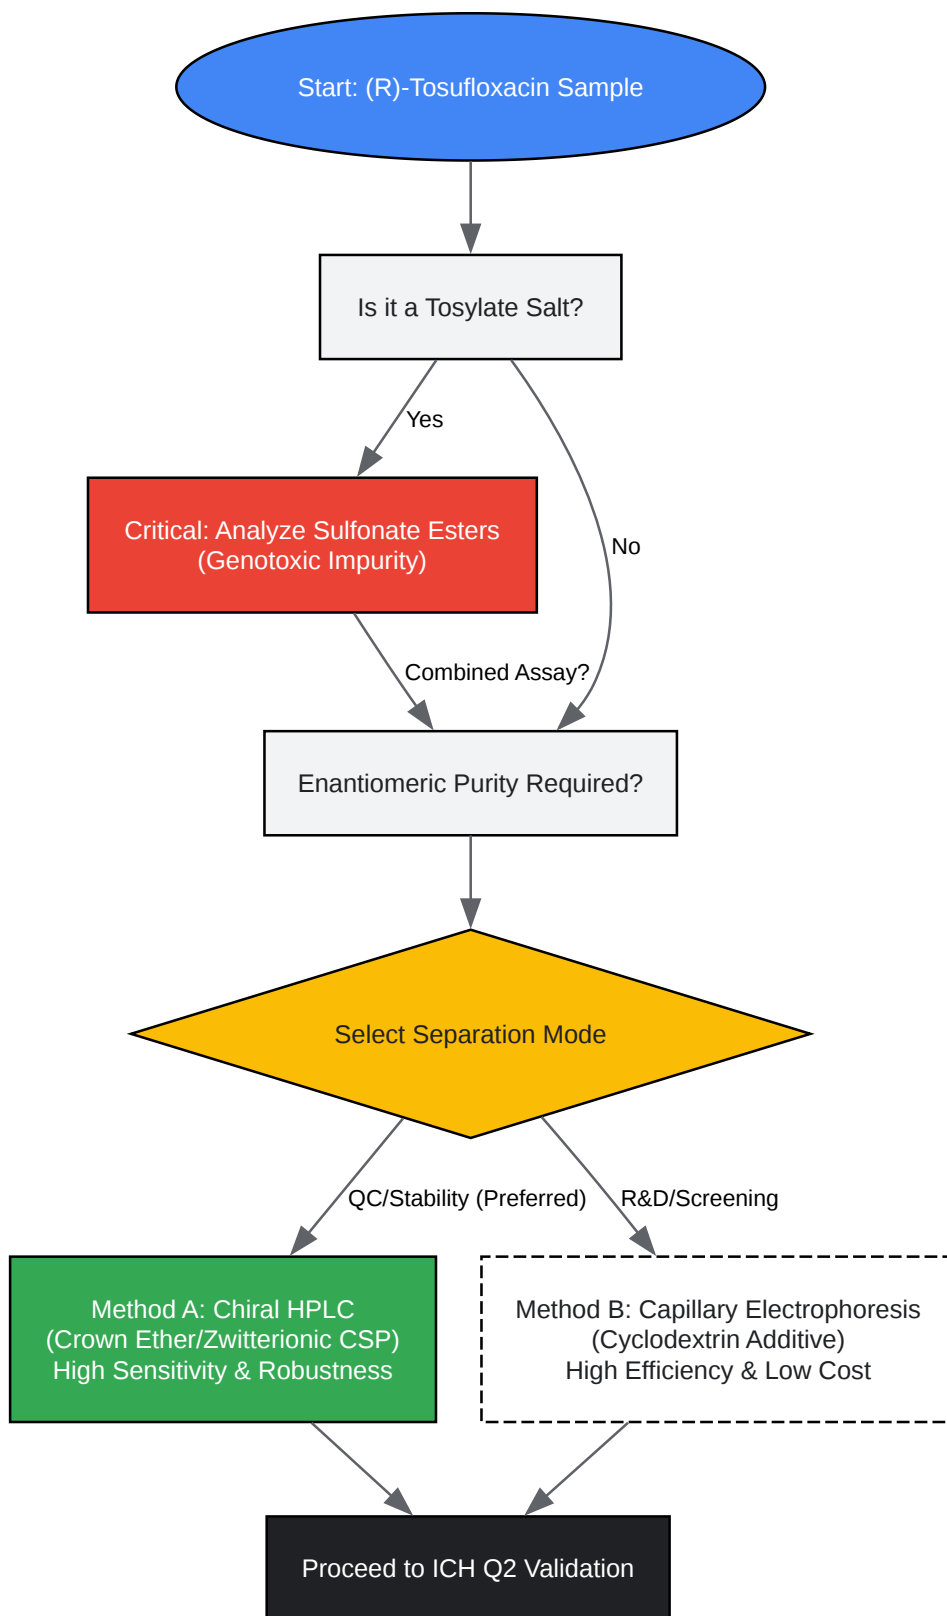 Start: (R)-Tosufloxacin Sample
Is it a Tosylate Salt?
Yes
Critical: Analyze Sulfonate Esters
(Genotoxic Impurity)
No
Combined Assay?
Enantiomeric Purity Required?
Select Separation Mode
QC/Stability (Preferred)
R&D/Screening
Method A: Chiral HPLC
(Crown Ether/Zwitterionic CSP)
High Sensitivity & Robustness
Method B: Capillary Electrophoresis
(Cyclodextrin Additive)
High Efficiency & Low Cost
Proceed to ICH Q2 Validation